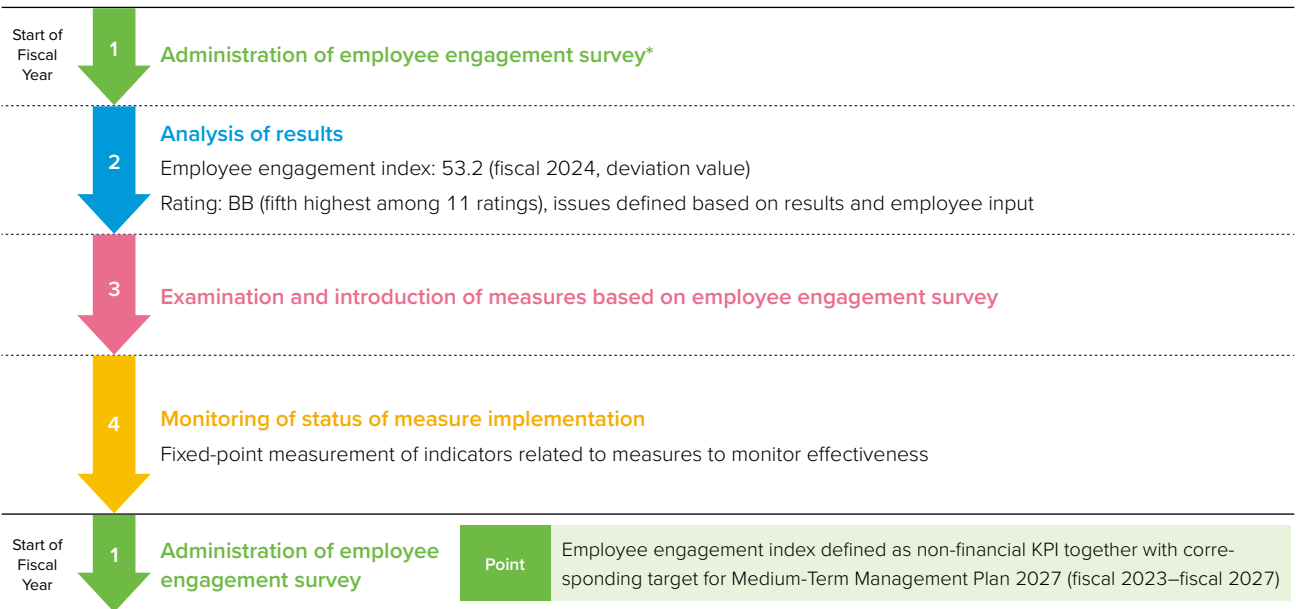 Start of
Fiscal
Year
1
Administration of employee engagement survey*
2
Analysis of results
Employee engagement index: 53.2 (fiscal 2024, deviation value)
Rating: BB (fifth highest among 11 ratings), issues defined based on results and employee input
3
Examination and introduction of measures based on employee engagement survey
4
Monitoring of status of measure implementation
Fixed-point measurement of indicators related to measures to monitor effectiveness
Start of
Fiscal
Year
1
Administration of employee
engagement survey
Point
Employee engagement index defined as non-financial KPI together with corre-
sponding target for Medium-Term Management Plan 2027 (fiscal 2023–fiscal 2027)